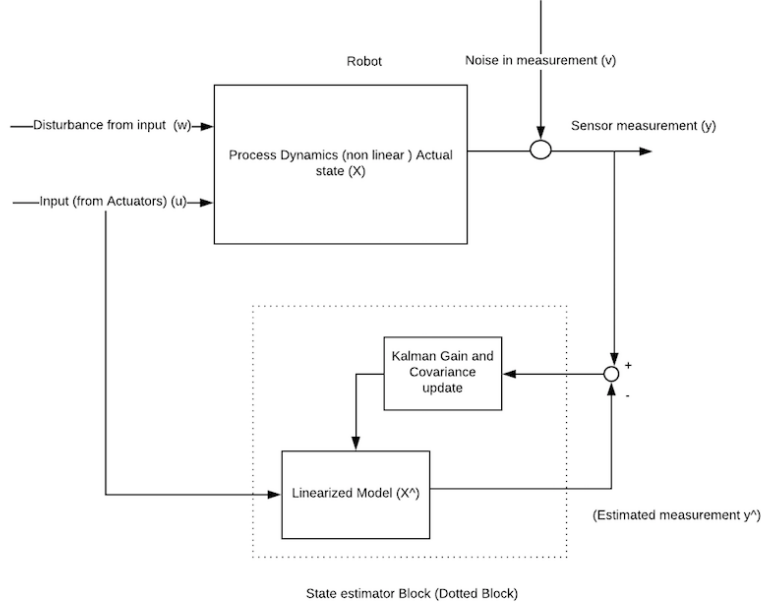 Robot
Noise in measurement (v)
Disturbance from input  (w)
Sensor measurement (y)
Process Dynamics (non linear ) Actual
state (X)
Input (from Actuators) (u)
Kalman Gain and
Covariance
update
+
-
Linearized Model (X^)
(Estimated measurement y^)
State estimator Block (Dotted Block)